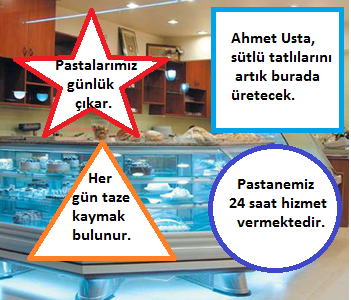 Pastalarımız
günlük
çıkar.
Ahmet Usta,
sütlü tatlılarını
artık burada
üretecek.
Her
gün taze
kaymak
bulunur.
Pastanemiz
24 saat hizmet
vermektedir.